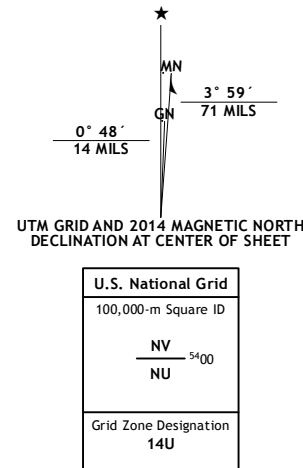 ★
MN
3° 59´
71 MILS
GN
0° 48´
14 MILS
UTM GRID AND 2014 MAGNETIC NORTH
DECLINATION AT CENTER OF SHEET
U.S. National Grid
100,000-m Square ID
NV
5400
NU
Grid Zone Designation
14U